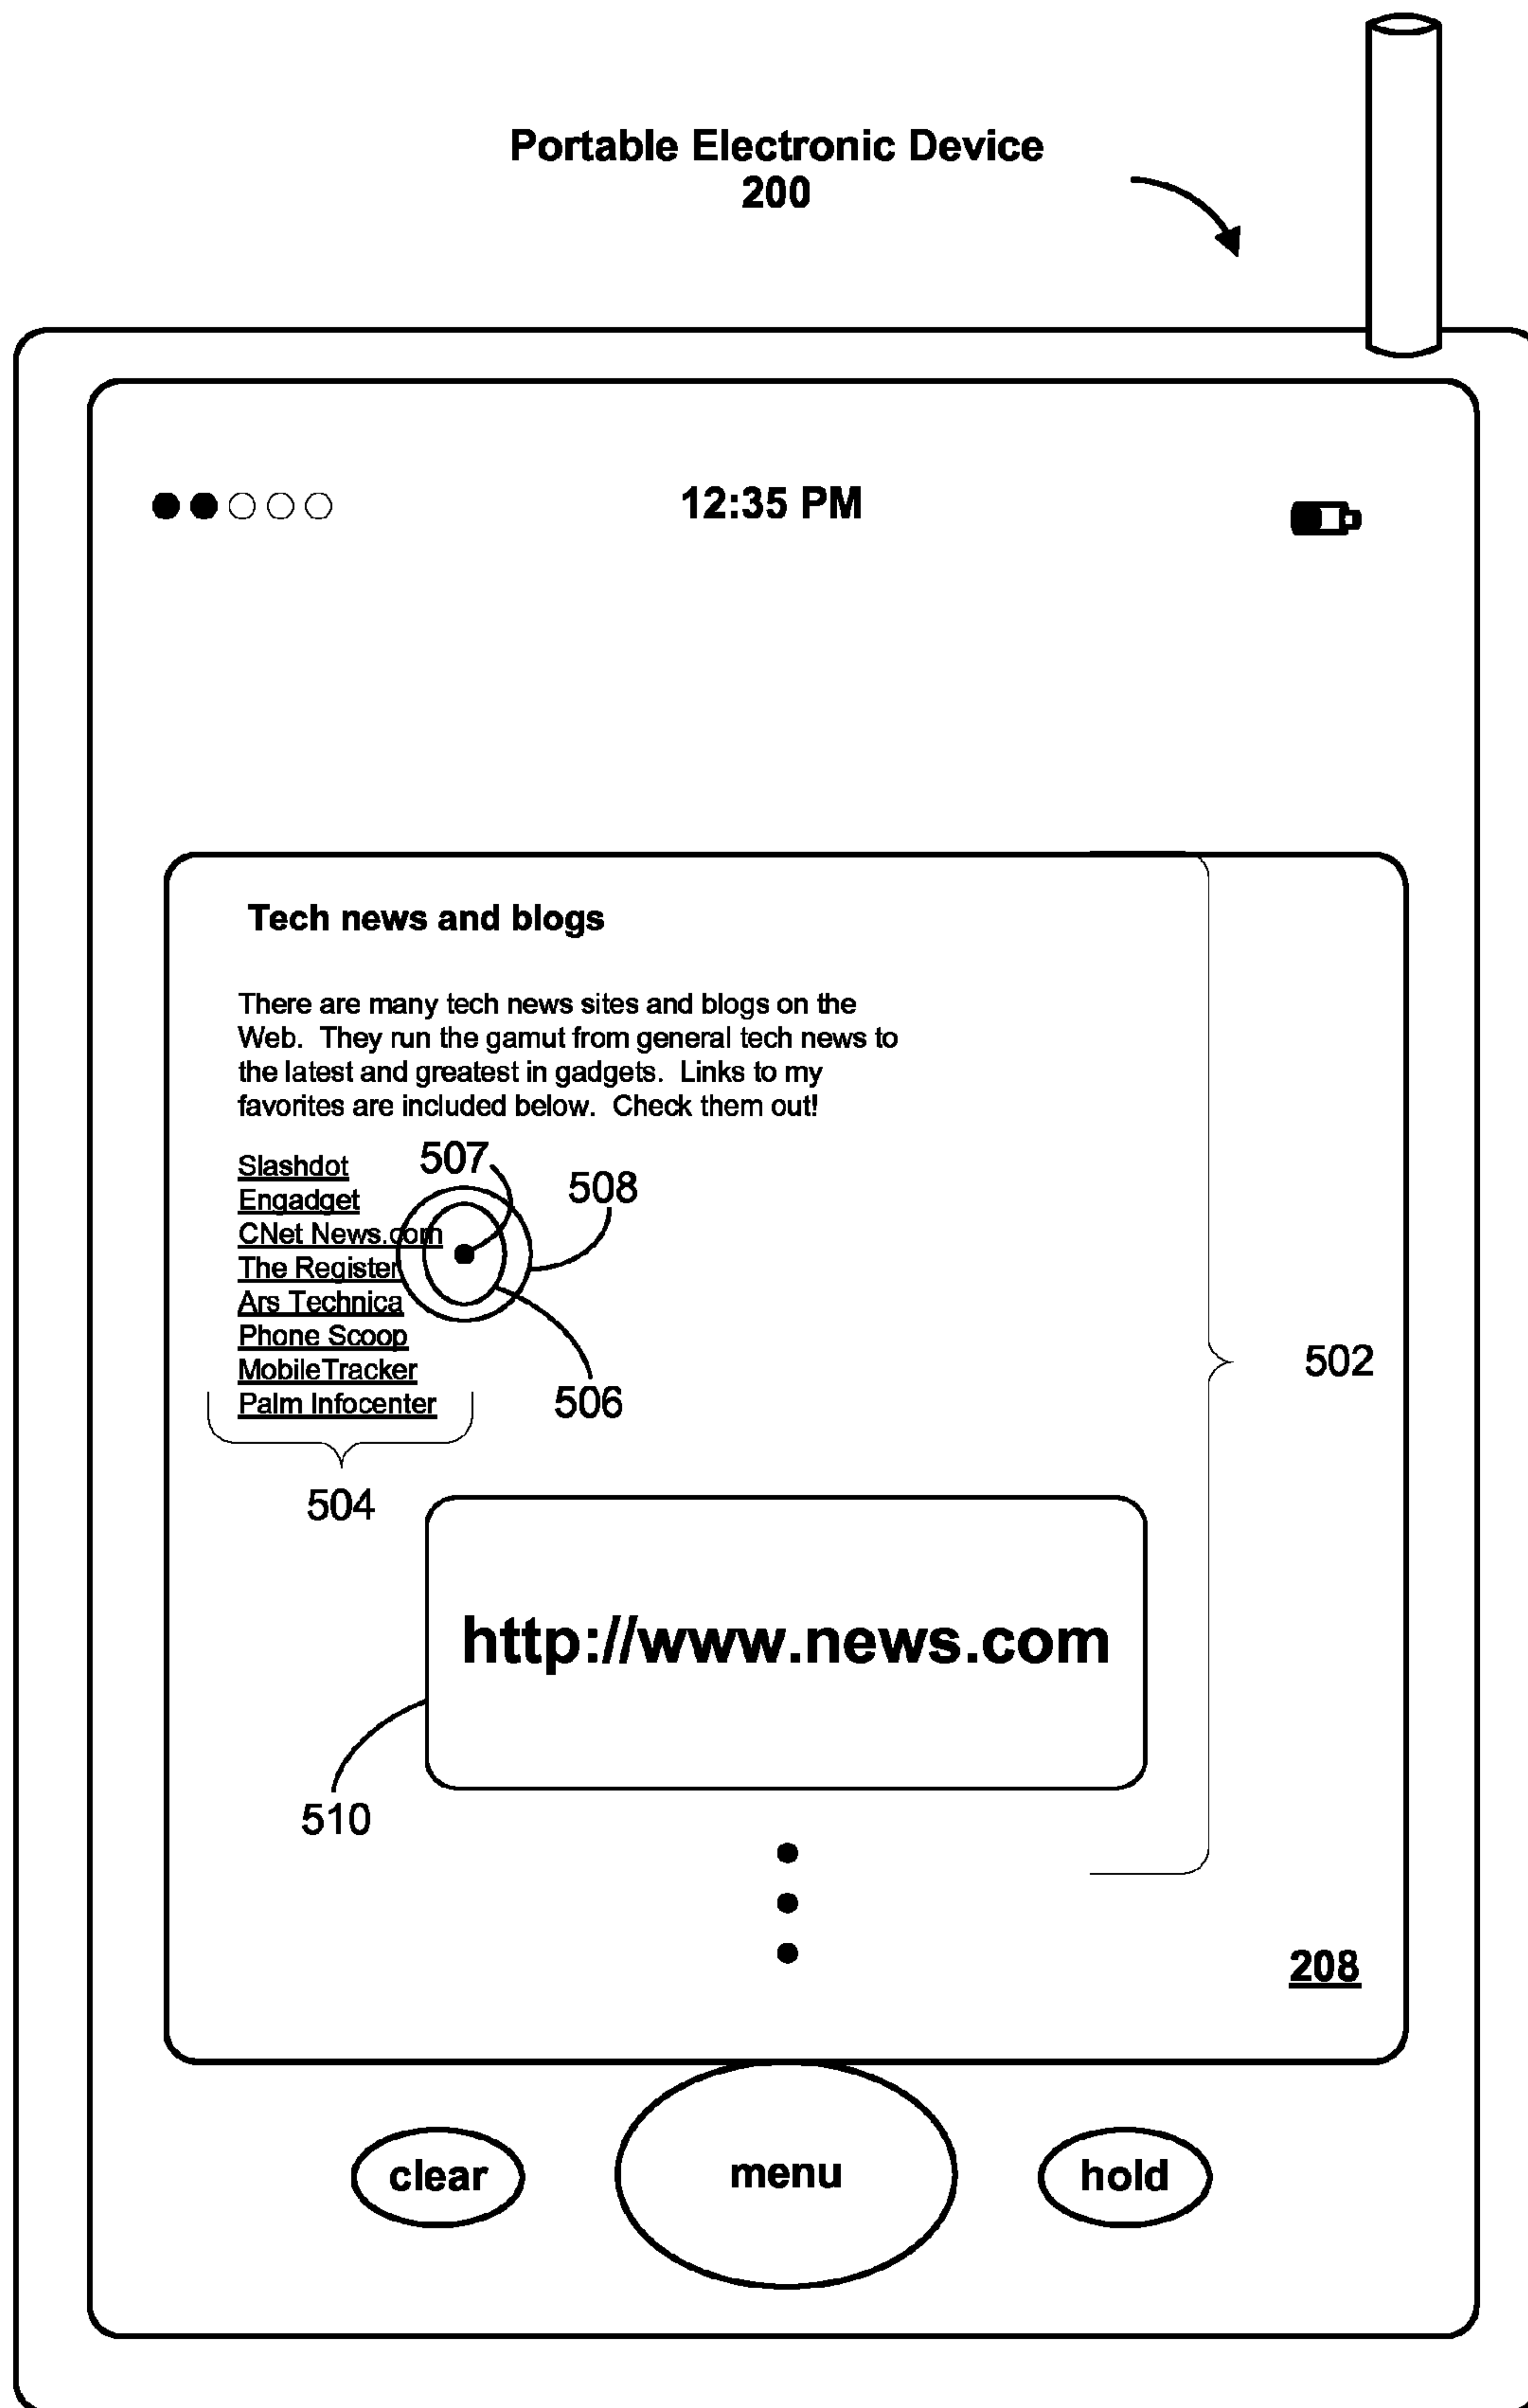 Portable Electronic Device
200
12:35 PM
Tech news and blogs
There are many tech news sites and blogs on the
Web.  They run the gamut from general tech news to
the latest and greatest in gadgets.  Links to my
favorites are included below.  Check them out!
Slashdot
Engadget
CNet News.com
The Register
Ars Technica
Phone Scoop
MobileTracker
Palm Infocenter
507
508
506
504
502
http://www.news.com
510
208
clear
menu
hold